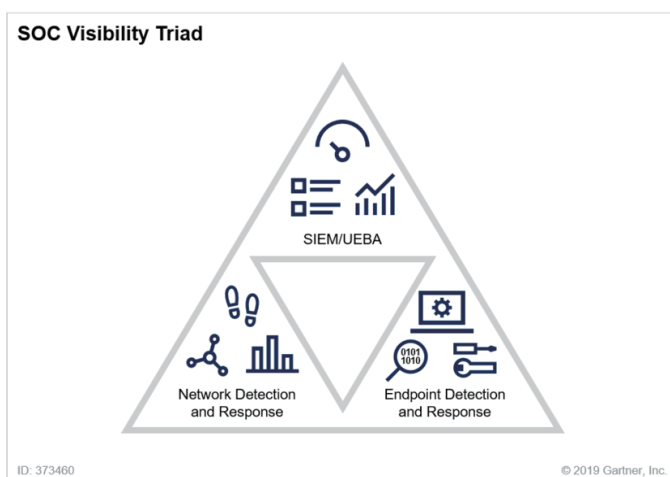 SOC Visibility Triad
SIEM/UEBA
0101
1010
Network Detection
and Response
Endpoint Detection
and Response
ID: 373460
© 2019 Gartner, Inc.